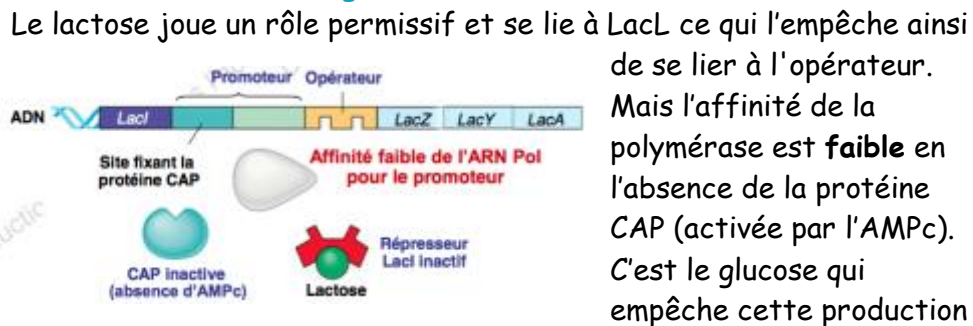 Le lactose joue un rôle permissif et se lie à LacL ce qui l'empêche ainsi
de se lier à l'opérateur.
Mais l'affinité de la
polymérase est faible en
l'absence de la protéine
CAP (activée par l'AMPc).
C'est le glucose qui
empêche cette production
Promoteur Opérateur
ADN LacI LacZ LacY LacA
Site fixant la
protéine CAP
Affinité faible de l'ARN Pol
pour le promoteur
CAP inactive
(absence d'AMPc)
Répresseur
LacI inactif
Lactose